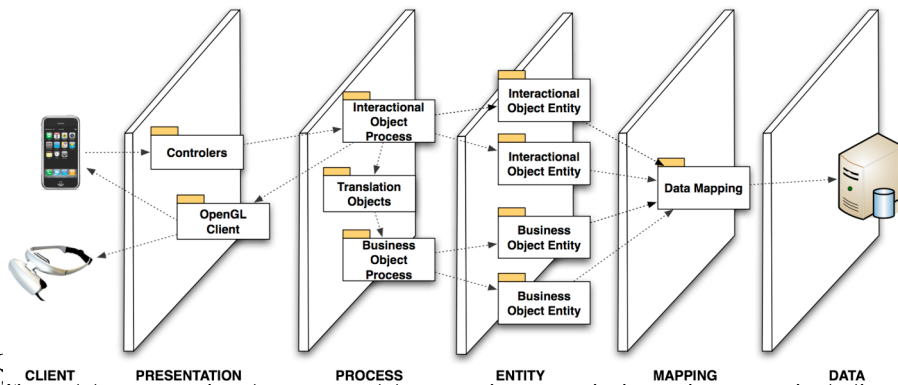 Controlers
OpenGL
Client
Interactional
Object
Process
Translation
Objects
Business
Object
Process
Interactional
Object Entity
Interactional
Object Entity
Business
Object Entity
Business
Object Entity
Data Mapping
CLIENT
PRESENTATION
PROCESS
ENTITY
MAPPING
DATA